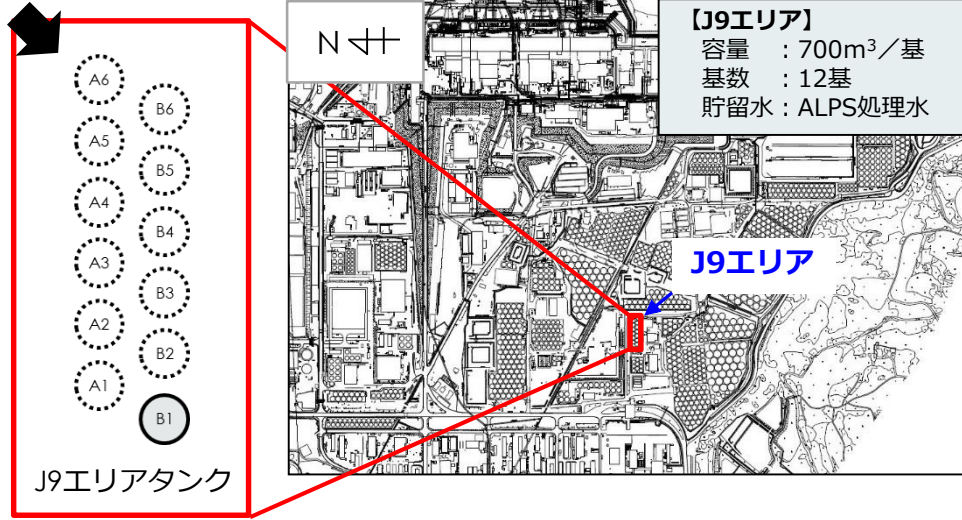 A6
B6
A5
B5
A4
B4
A3
B3
A2
B2
A1
B1
J9エリアタンク
N
【J9エリア】
容量　：700m³／基
基数　：12基
貯留水：ALPS処理水
J9エリア